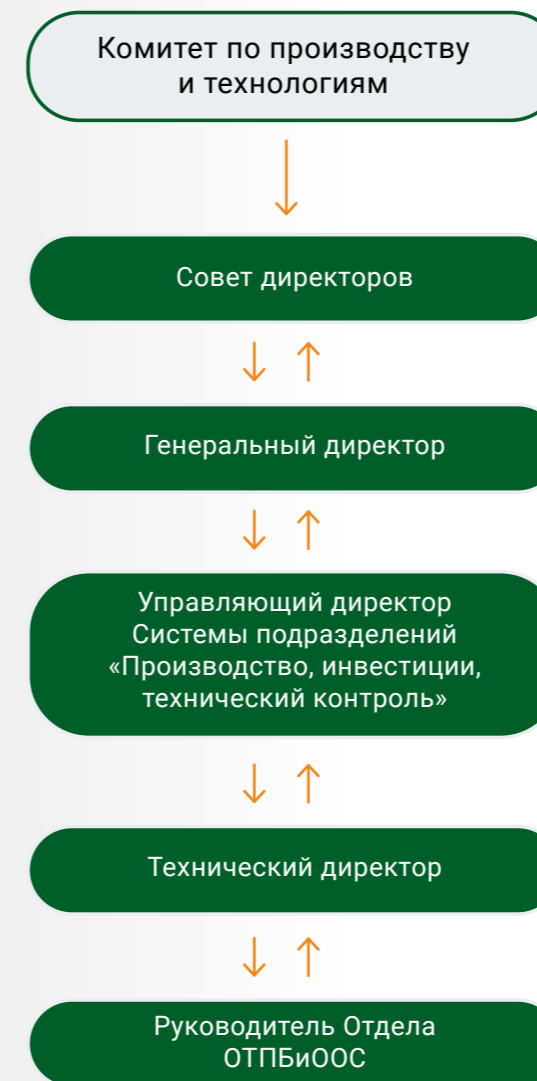 Комитет по производству
и технологиям
Совет директоров
Генеральный директор
Управляющий директор
Системы подразделений
«Производство, инвестиции,
технический контроль»
Технический директор
Руководитель Отдела
ОТПБиООС